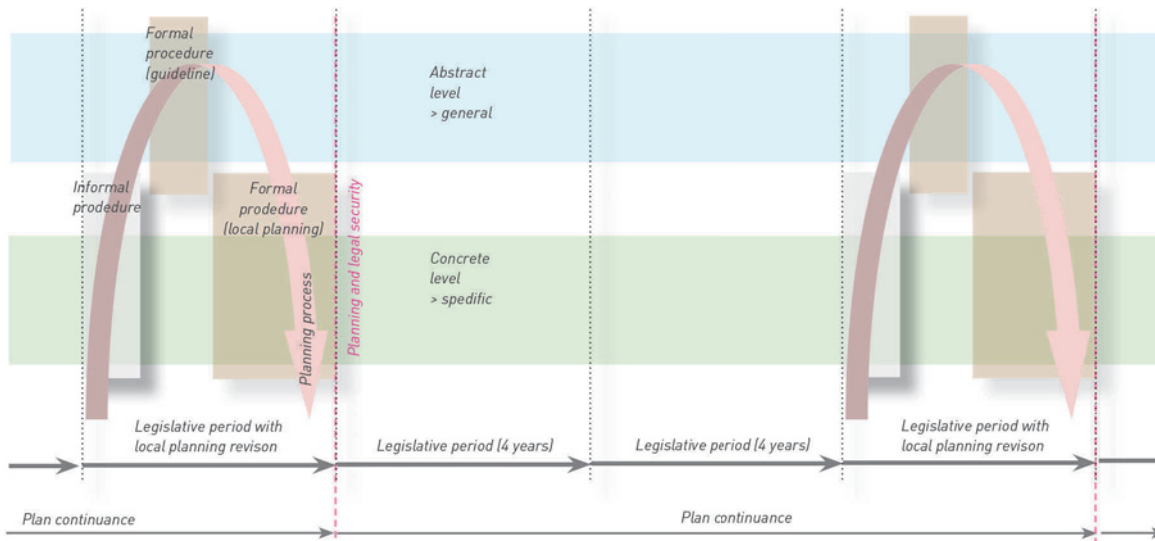 Formal
procedure
(guideline)
Abstract
level
> general
Informal
prodedure
Formal
prodedure
(local planning)
Planning process
Planning and legal security
Concrete
level
> spedific
Legislative period with
local planning revison
Legislative period (4 years)
Legislative period (4 years)
Legislative period with
local planning revison
Plan continuance
Plan continuance